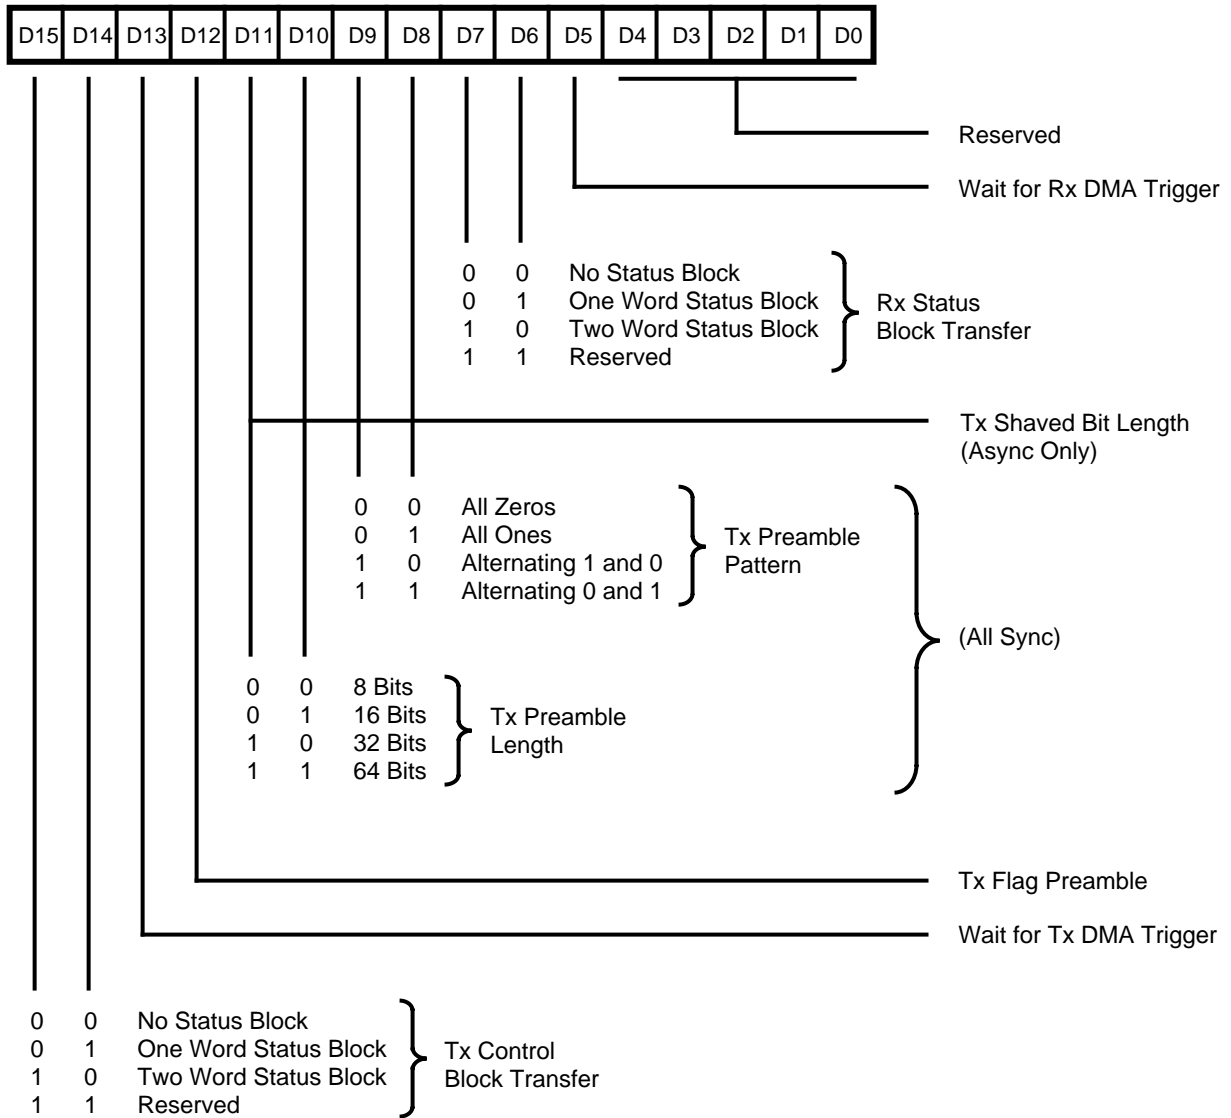 D15 D14 D13 D12 D11 D10 D9 D8 D7 D6 D5 D4 D3 D2 D1 D0
Reserved
Wait for Rx DMA Trigger
0 0 No Status Block
0 1 One Word Status Block
1 0 Two Word Status Block
1 1 Reserved
Rx Status
Block Transfer
Tx Shaved Bit Length
(Async Only)
0 0 All Zeros
0 1 All Ones
1 0 Alternating 1 and 0
1 1 Alternating 0 and 1
Tx Preamble
Pattern
(All Sync)
0 0 8 Bits
0 1 16 Bits
1 0 32 Bits
1 1 64 Bits
Tx Preamble
Length
Tx Flag Preamble
Wait for Tx DMA Trigger
0 0 No Status Block
0 1 One Word Status Block
1 0 Two Word Status Block
1 1 Reserved
Tx Control
Block Transfer